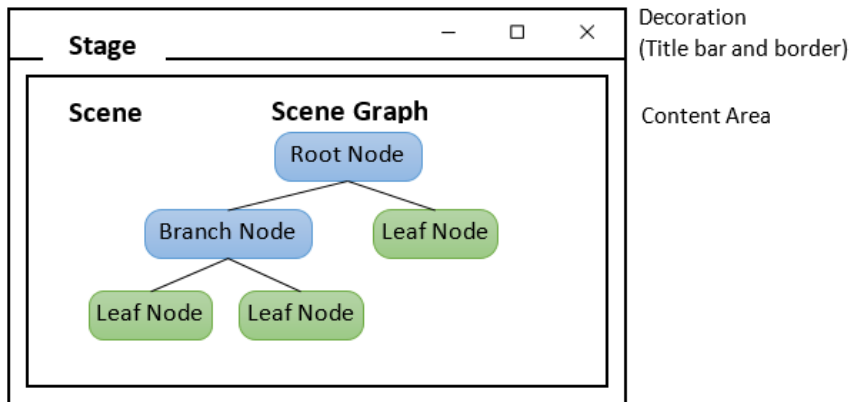 Stage
Decoration
(Title bar and border)
Scene
Scene Graph
Content Area
Root Node
Branch Node
Leaf Node
Leaf Node
Leaf Node